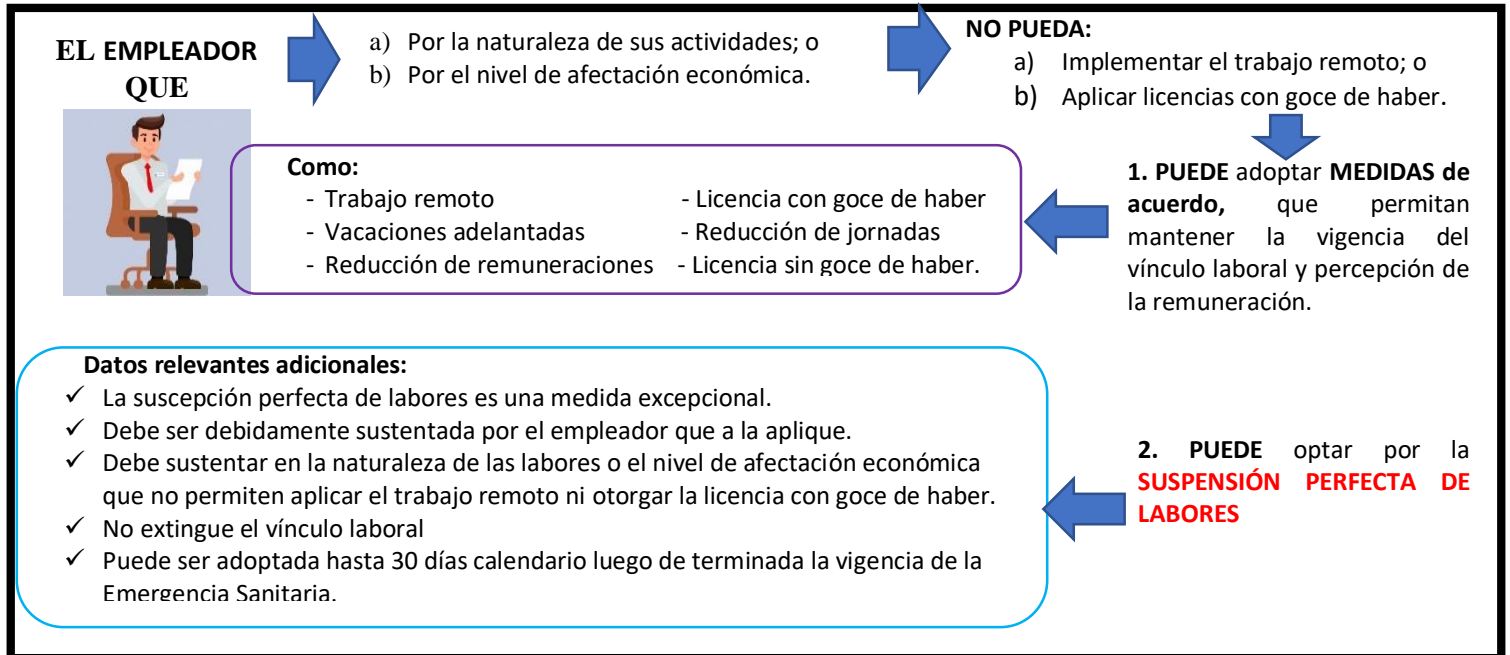 EL EMPLEADOR
QUE
a) Por la naturaleza de sus actividades; o
b) Por el nivel de afectación económica.
NO PUEDA:
a) Implementar el trabajo remoto; o
b) Aplicar licencias con goce de haber.
1. PUEDE adoptar MEDIDAS de
acuerdo, que permitan
mantener la vigencia del
vínculo laboral y percepción de
la remuneración.
Como:
- Trabajo remoto - Licencia con goce de haber
- Vacaciones adelantadas - Reducción de jornadas
- Reducción de remuneraciones - Licencia sin goce de haber.
2. PUEDE optar por la
SUSPENSIÓN PERFECTA DE
LABORES
Datos relevantes adicionales:
✓ La suscepción perfecta de labores es una medida excepcional.
✓ Debe ser debidamente sustentada por el empleador que a la aplique.
✓ Debe sustentar en la naturaleza de las labores o el nivel de afectación económica
que no permiten aplicar el trabajo remoto ni otorgar la licencia con goce de haber.
✓ No extingue el vínculo laboral
✓ Puede ser adoptada hasta 30 días calendario luego de terminada la vigencia de la
Emergencia Sanitaria.